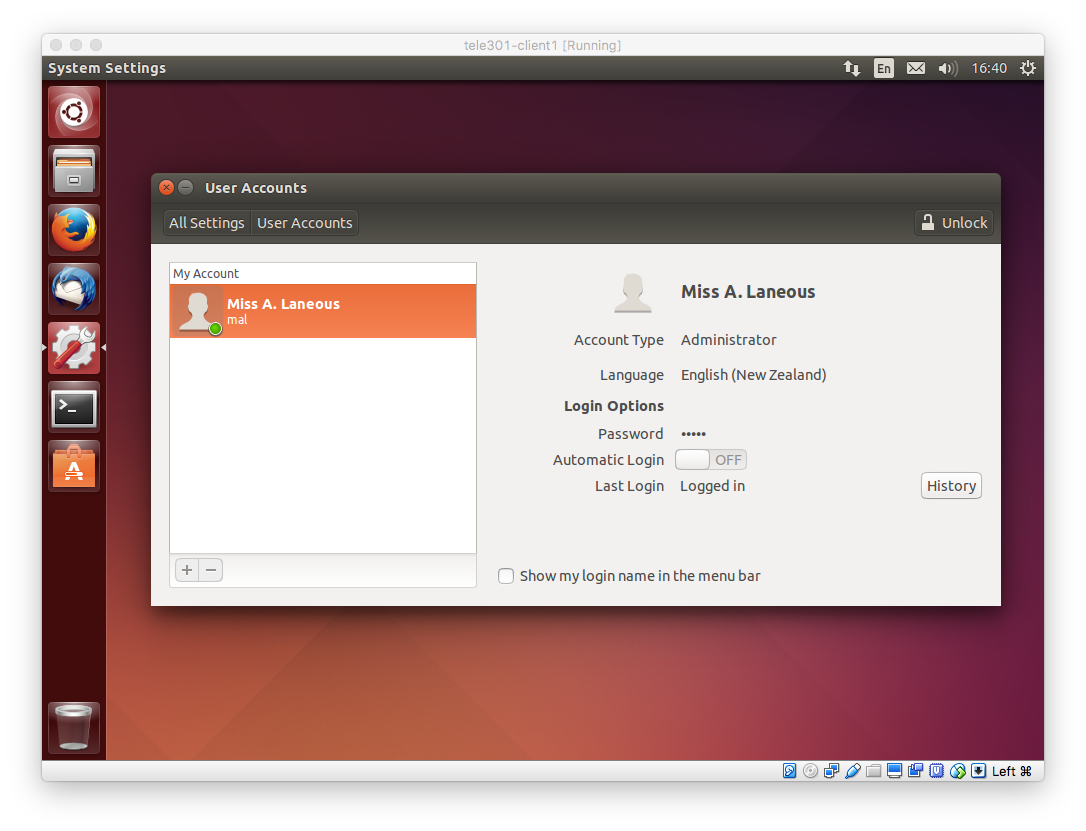 tele301-client1 [Running]
System Settings
En
16:40
User Accounts
All Settings
User Accounts
Unlock
My Account
Miss A. Laneous
mal
Miss A. Laneous
Account Type
Administrator
Language
English (New Zealand)
Login Options
Password
•••••
Automatic Login
OFF
Last Login
Logged in
History
+
−
Show my login name in the menu bar
Left ⌘